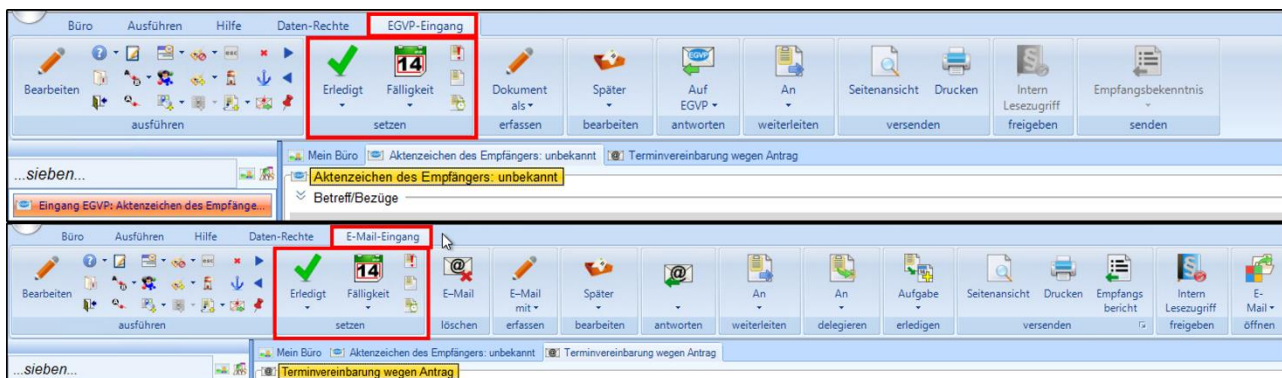 Büro Ausführen Hilfe Daten-Rechte EGVP-Eingang
14
EGVP
Bearbeiten Erledigt Fälligkeit Dokument als Später Auf EGVP An Seitenansicht Drucken Intern Lesezugriff Empfangsbekenntnis
ausführen setzen erfassen bearbeiten antworten weiterleiten versenden freigeben senden
Mein Büro Aktenzeichen des Empfängers: unbekannt Terminvereinbarung wegen Antrag
...sieben... Aktenzeichen des Empfängers: unbekannt
Eingang EGVP: Aktenzeichen des Empfänge... Betreff/Bezüge
Büro Ausführen Hilfe Daten-Rechte E-Mail-Eingang
14
Bearbeiten Erledigt Fälligkeit E-Mail E-Mail mit Später An An Aufgabe Seitenansicht Drucken Empfangs bericht Intern Lesezugriff E-Mail
ausführen setzen löschen erfassen bearbeiten antworten weiterleiten delegieren erledigen versenden freigeben öffnen
Mein Büro Aktenzeichen des Empfängers: unbekannt Terminvereinbarung wegen Antrag
...sieben... Terminvereinbarung wegen Antrag